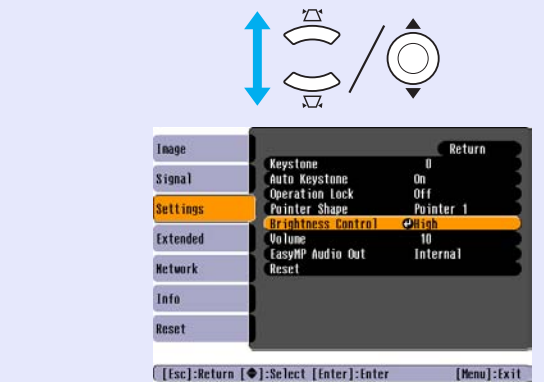 Return
Image
Signal
Settings
Extended
Network
Info
Reset
Keystone 0
Auto Keystone On
Operation Lock Off
Pointer Shape Pointer 1
Brightness Control High
Volume 10
EasyMP Audio Out Internal
Reset
[Esc]:Return [◆]:Select [Enter]:Enter [Menu]:Exit